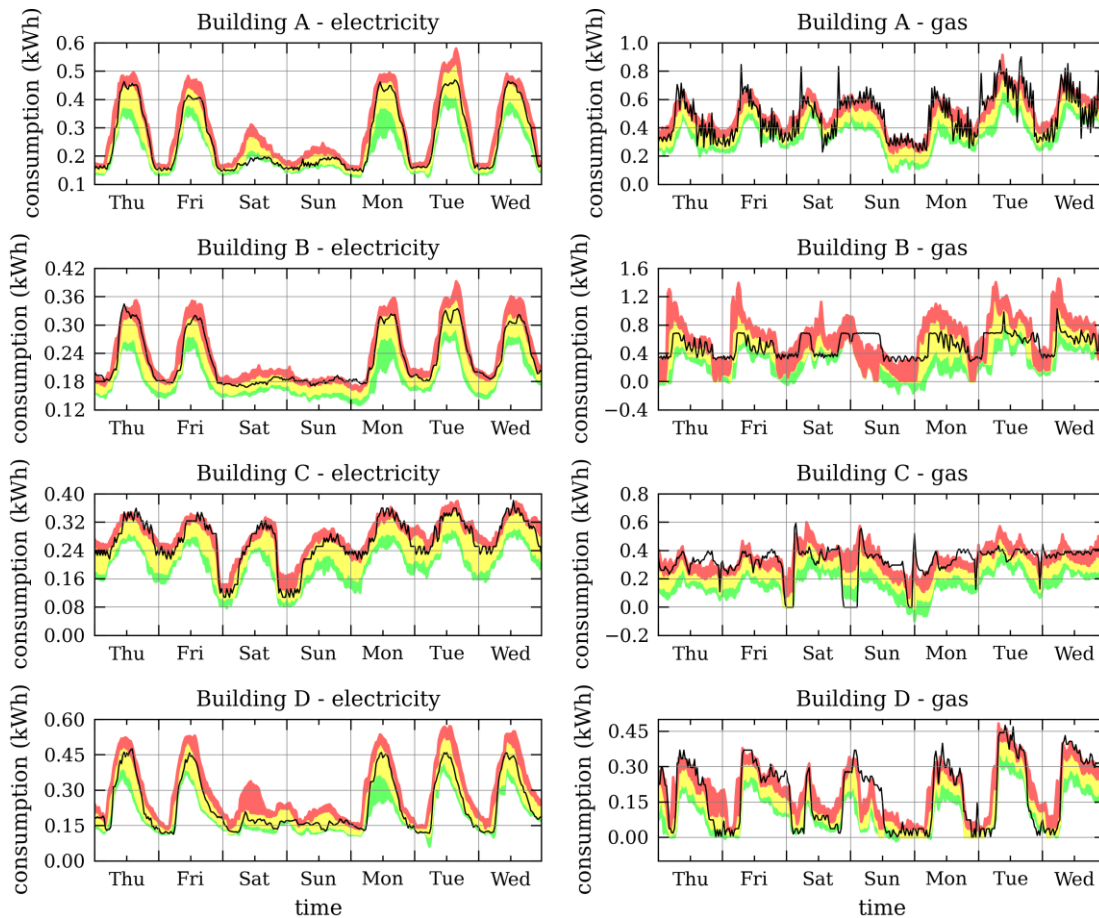 Building A - electricity
consumption (kWh)
0.6
0.5
0.4
0.3
0.2
0.1
Thu Fri Sat Sun Mon Tue Wed
Building A - gas
consumption (kWh)
1.0
0.8
0.6
0.4
0.2
0.0
Thu Fri Sat Sun Mon Tue Wed
Building B - electricity
consumption (kWh)
0.42
0.36
0.30
0.24
0.18
0.12
Thu Fri Sat Sun Mon Tue Wed
Building B - gas
consumption (kWh)
1.6
1.2
0.8
0.4
0.0
−0.4
Thu Fri Sat Sun Mon Tue Wed
Building C - electricity
consumption (kWh)
0.40
0.32
0.24
0.16
0.08
0.00
Thu Fri Sat Sun Mon Tue Wed
Building C - gas
consumption (kWh)
0.8
0.6
0.4
0.2
0.0
−0.2
Thu Fri Sat Sun Mon Tue Wed
Building D - electricity
consumption (kWh)
0.60
0.45
0.30
0.15
0.00
Thu Fri Sat Sun Mon Tue Wed
time
Building D - gas
consumption (kWh)
0.45
0.30
0.15
0.00
Thu Fri Sat Sun Mon Tue Wed
time